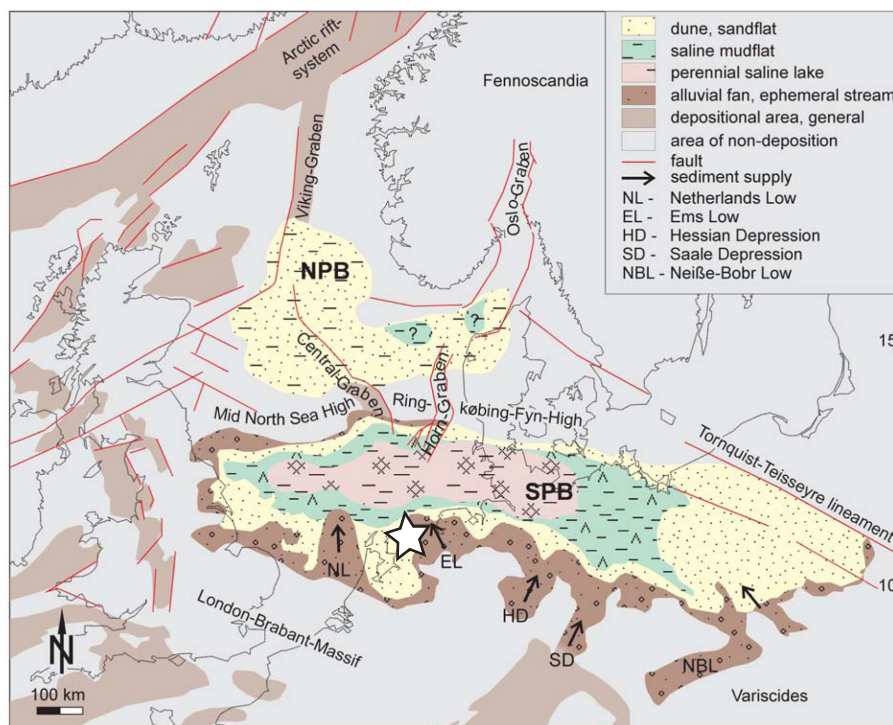 Arctic rift-
system
Fennoscandia
Viking-Graben
Oslo-Graben
NPB
?
?
Central-Graben
Horn-Graben
Mid North Sea High
Ring-
købing-Fyn-High
Tornquist-Teisseyre lineament
SPB
NL
EL
HD
SD
NBL
London-Brabant-Massif
Variscides
N
100 km
15
10
dune, sandflat
saline mudflat
perennial saline lake
alluvial fan, ephemeral stream
depositional area, general
area of non-deposition
fault
sediment supply
NL - Netherlands Low
EL - Ems Low
HD - Hessian Depression
SD - Saale Depression
NBL - Neiße-Bobr Low